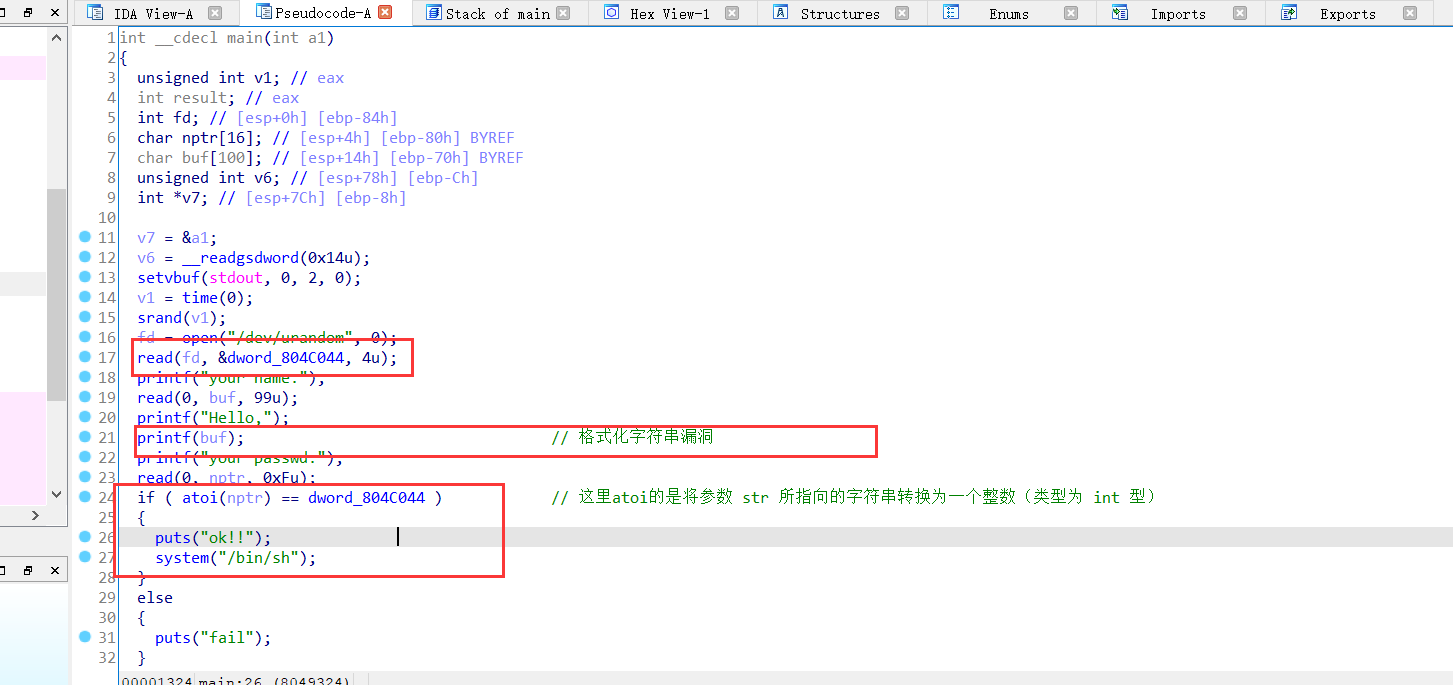 IDA View-A Pseudocode-A Stack of main Hex View-1 Structures Enums Imports Exports
1 int __cdecl main(int a1)
2 {
3 unsigned int v1; // eax
4 int result; // eax
5 int fd; // [esp+0h] [ebp-84h]
6 char nptr[16]; // [esp+4h] [ebp-80h] BYREF
7 char buf[100]; // [esp+14h] [ebp-70h] BYREF
8 unsigned int v6; // [esp+78h] [ebp-Ch]
9 int *v7; // [esp+7Ch] [ebp-8h]
10
11 v7 = &a1;
12 v6 = __readgsdword(0x14u);
13 setvbuf(stdout, 0, 2, 0);
14 v1 = time(0);
15 srand(v1);
16 fd = open("/dev/urandom", 0);
17 read(fd, &dword_804C044, 4u);
18 printf("your name:");
19 read(0, buf, 99u);
20 printf("Hello,");
21 printf(buf); // 格式化字符串漏洞
22 printf("your passwd:");
23 read(0, nptr, 0xFu);
24 if ( atoi(nptr) == dword_804C044 ) // 这里atoi的是将参数 str 所指向的字符串转换为一个整数（类型为 int 型）
25 {
26 puts("ok!!");
27 system("/bin/sh");
28 }
29 else
30 {
31 puts("fail");
32 }
00001324 main:26 (8049324)